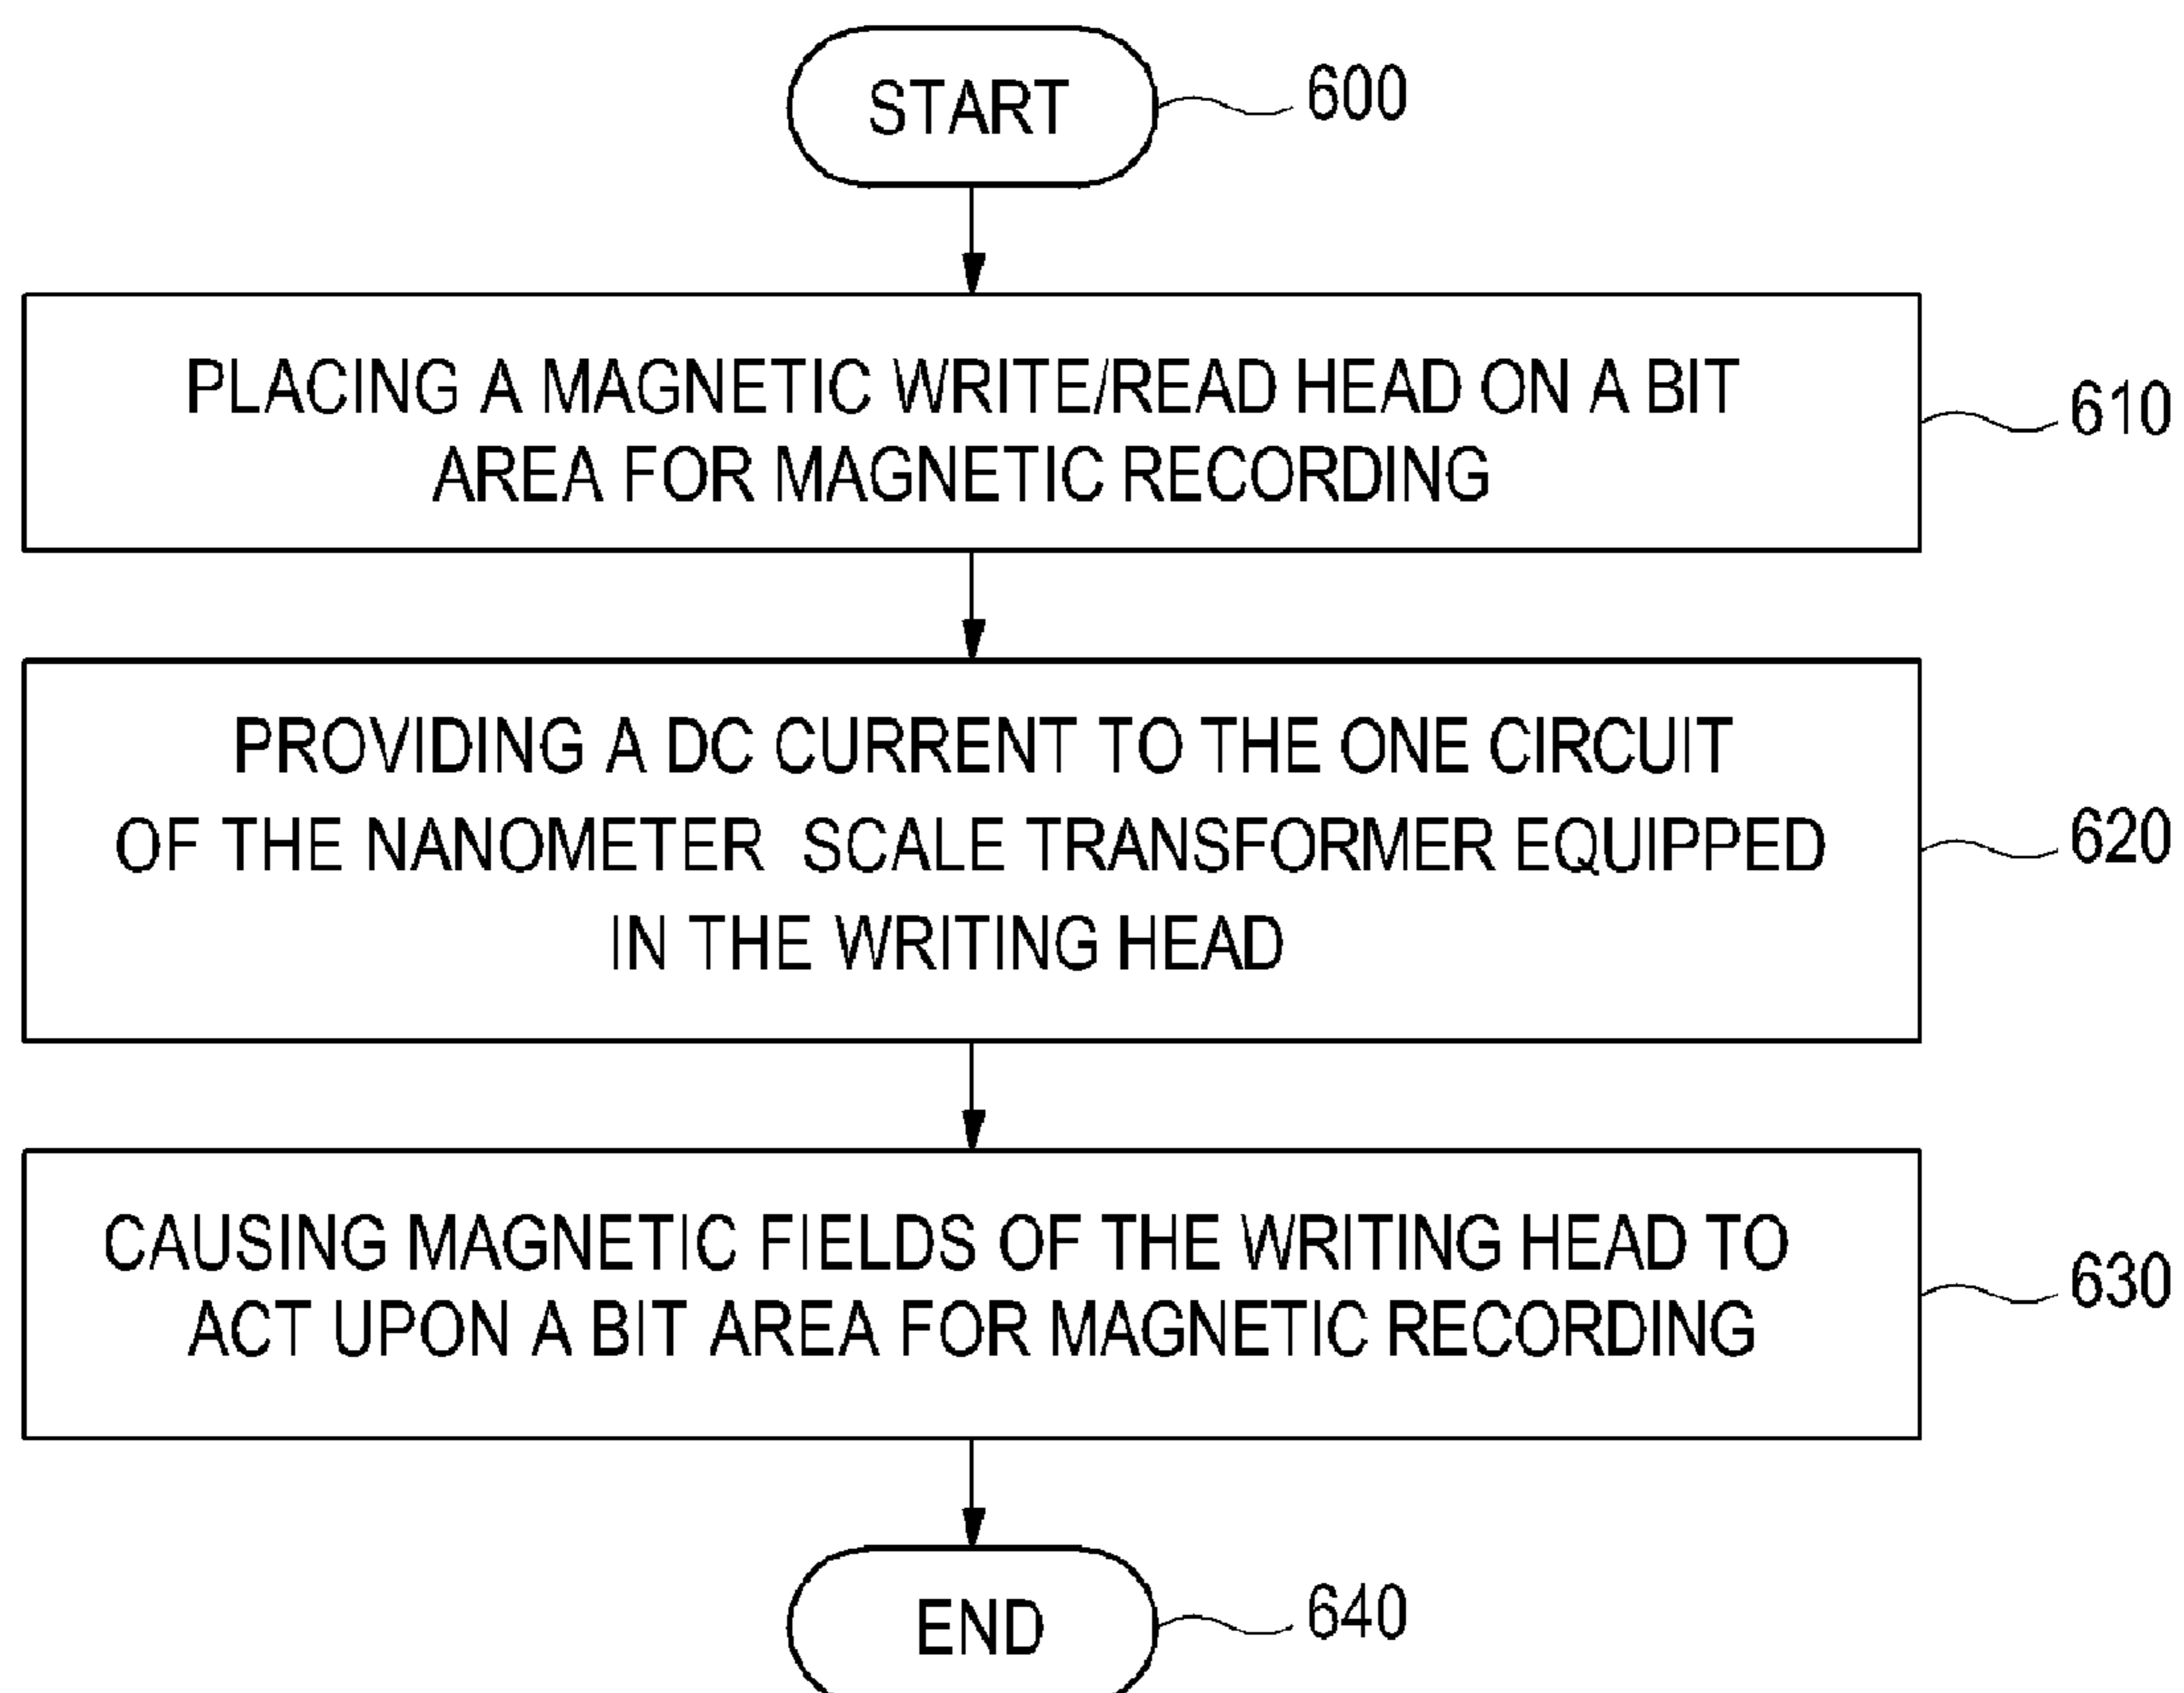 START
600
PLACING A MAGNETIC WRITE/READ HEAD ON A BIT
AREA FOR MAGNETIC RECORDING
610
PROVIDING A DC CURRENT TO THE ONE CIRCUIT
OF THE NANOMETER SCALE TRANSFORMER EQUIPPED
IN THE WRITING HEAD
620
CAUSING MAGNETIC FIELDS OF THE WRITING HEAD TO
ACT UPON A BIT AREA FOR MAGNETIC RECORDING
630
END
640